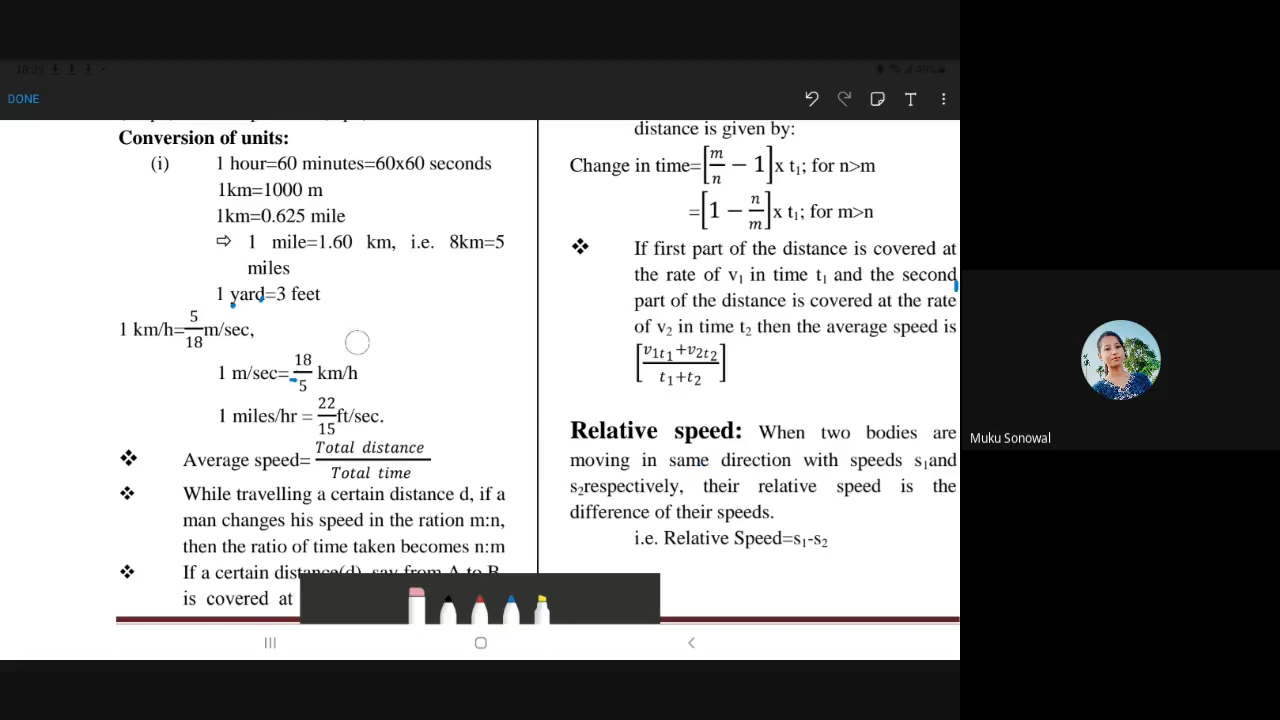 18:39
49%
DONE
T
Conversion of units:
(i) 1 hour=60 minutes=60x60 seconds
1km=1000 m
1km=0.625 mile
⇨ 1 mile=1.60 km, i.e. 8km=5
miles
1 yard=3 feet
1 km/h=5/18 m/sec,
1 m/sec=18/5 km/h
1 miles/hr = 22/15 ft/sec.
❖ Average speed= Total distance/Total time
❖ While travelling a certain distance d, if a
man changes his speed in the ration m:n,
then the ratio of time taken becomes n:m
❖ If a certain distance(d), say from A to B,
is covered at
distance is given by:
Change in time=[m/n − 1]x t₁; for n>m
=[1 − n/m]x t₁; for m>n
❖ If first part of the distance is covered at
the rate of v₁ in time t₁ and the second
part of the distance is covered at the rate
of v₂ in time t₂ then the average speed is
[v₁t₁+v₂t₂/t₁+t₂]
Relative speed: When two bodies are
moving in same direction with speeds s₁and
s₂respectively, their relative speed is the
difference of their speeds.
i.e. Relative Speed=s₁-s₂
Muku Sonowal